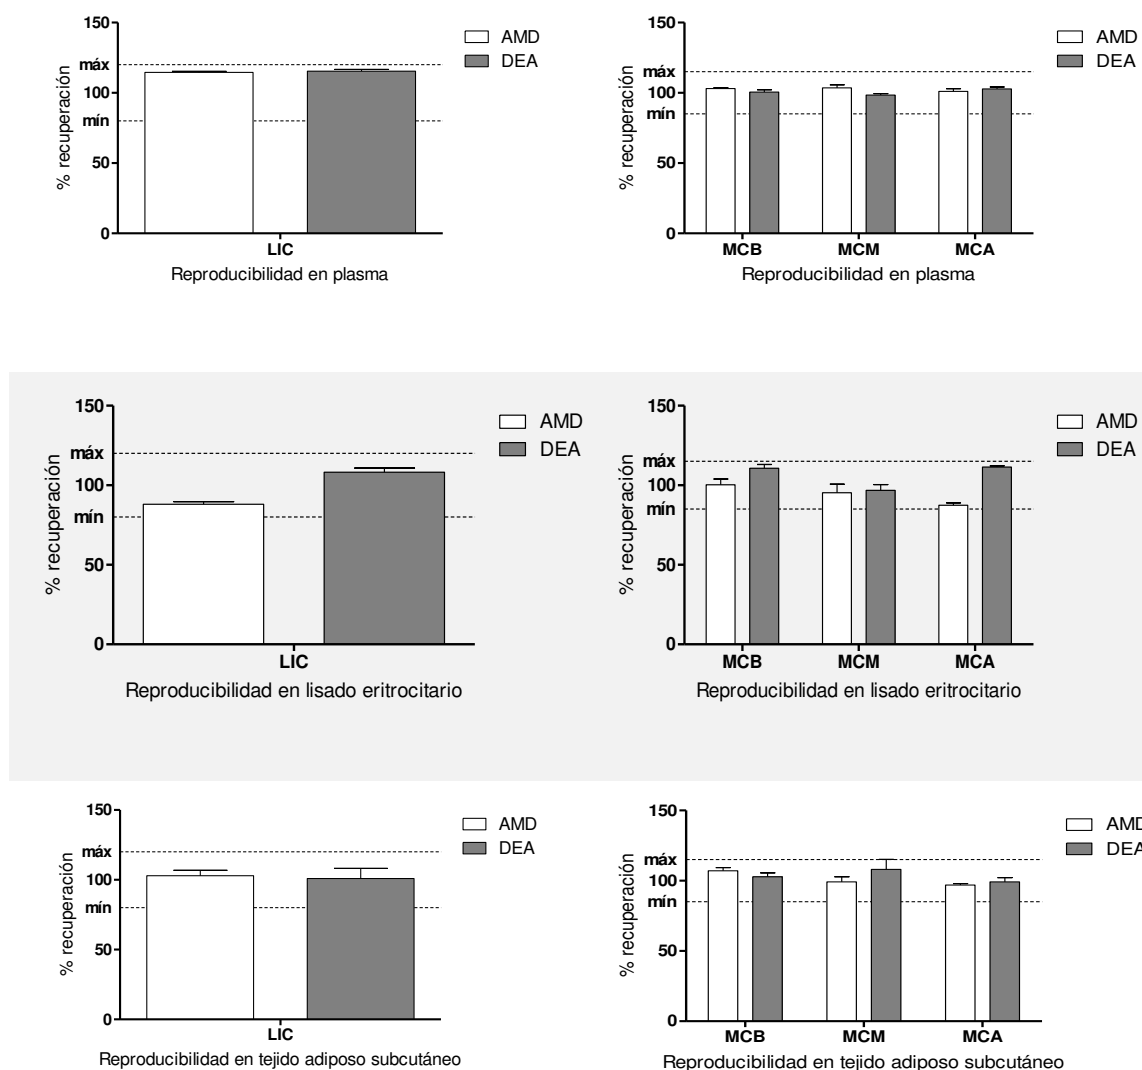 150
máx
100
mín
50
0
% recuperación
AMD
DEA
LIC
Reproducibilidad en plasma
150
máx
100
mín
50
0
% recuperación
AMD
DEA
MCB MCM MCA
Reproducibilidad en plasma
150
máx
100
mín
50
0
% recuperación
AMD
DEA
LIC
Reproducibilidad en lisado eritrocitario
150
máx
100
mín
50
0
% recuperación
AMD
DEA
MCB MCM MCA
Reproducibilidad en lisado eritrocitario
150
máx
100
mín
50
0
% recuperación
AMD
DEA
LIC
Reproducibilidad en tejido adiposo subcutáneo
150
máx
100
mín
50
0
% recuperación
AMD
DEA
MCB MCM MCA
Reproducibilidad en tejido adiposo subcutáneo